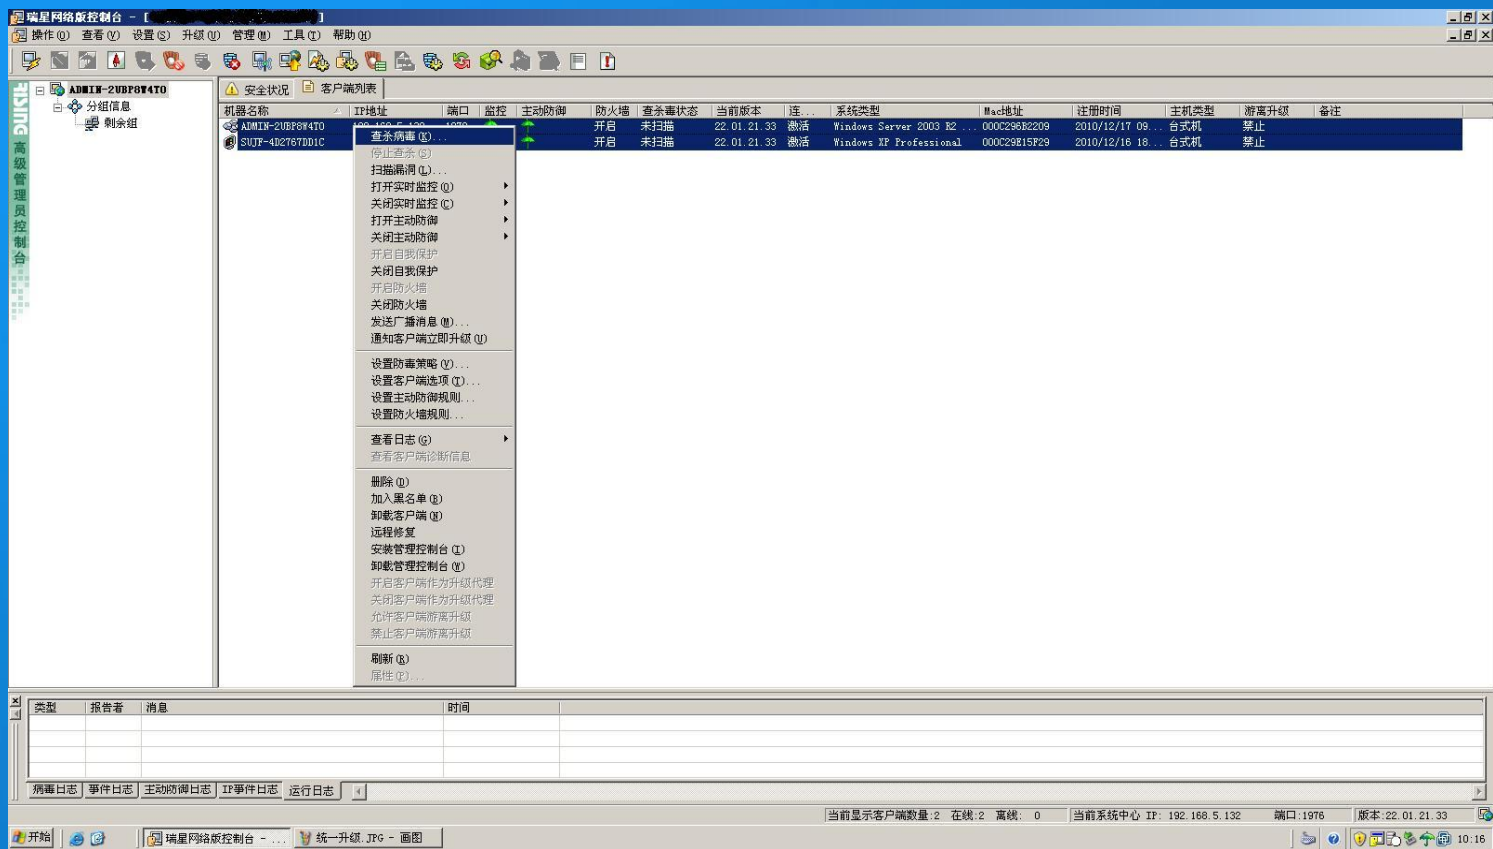 瑞星网络版控制台 - [
操作(O) 查看(V) 设置(S) 升级(U) 管理(M) 工具(T) 帮助(H)
RISING 高级管理员控制台
ADMIN-2UBP8W4T0
分组信息
剩余组
安全状况 客户端列表
机器名称 IP地址 端口 监控 主动防御 防火墙 查杀毒状态 当前版本 连... 系统类型 Mac地址 注册时间 主机类型 游离升级 备注
ADMIN-2UBP8W4T0 开启 未扫描 22.01.21.33 激活 Windows Server 2003 R2 ... 000C296B2209 2010/12/17 09... 台式机 禁止
SUJF-4D2767DD1C 开启 未扫描 22.01.21.33 激活 Windows XP Professional 000C29E15F29 2010/12/16 18... 台式机 禁止
查杀病毒(K)...
停止查杀(S)
扫描漏洞(L)...
打开实时监控(O)
关闭实时监控(C)
打开主动防御
关闭主动防御
开启自我保护
关闭自我保护
开启防火墙
关闭防火墙
发送广播消息(M)...
通知客户端立即升级(U)
设置防毒策略(V)...
设置客户端选项(T)...
设置主动防御规则...
设置防火墙规则...
查看日志(G)
查看客户端诊断信息
删除(D)
加入黑名单(B)
卸载客户端(N)
远程修复
安装管理控制台(I)
卸载管理控制台(W)
开启客户端作为升级代理
关闭客户端作为升级代理
允许客户端游离升级
禁止客户端游离升级
刷新(R)
属性(P)...
类型 报告者 消息 时间
病毒日志 事件日志 主动防御日志 IP事件日志 运行日志
当前显示客户端数量:2 在线:2 离线: 0 当前系统中心 IP: 192.168.5.132 端口:1976 版本:22.01.21.33
开始 瑞星网络版控制台 - ... 统一升级.JPG - 画图 10:16